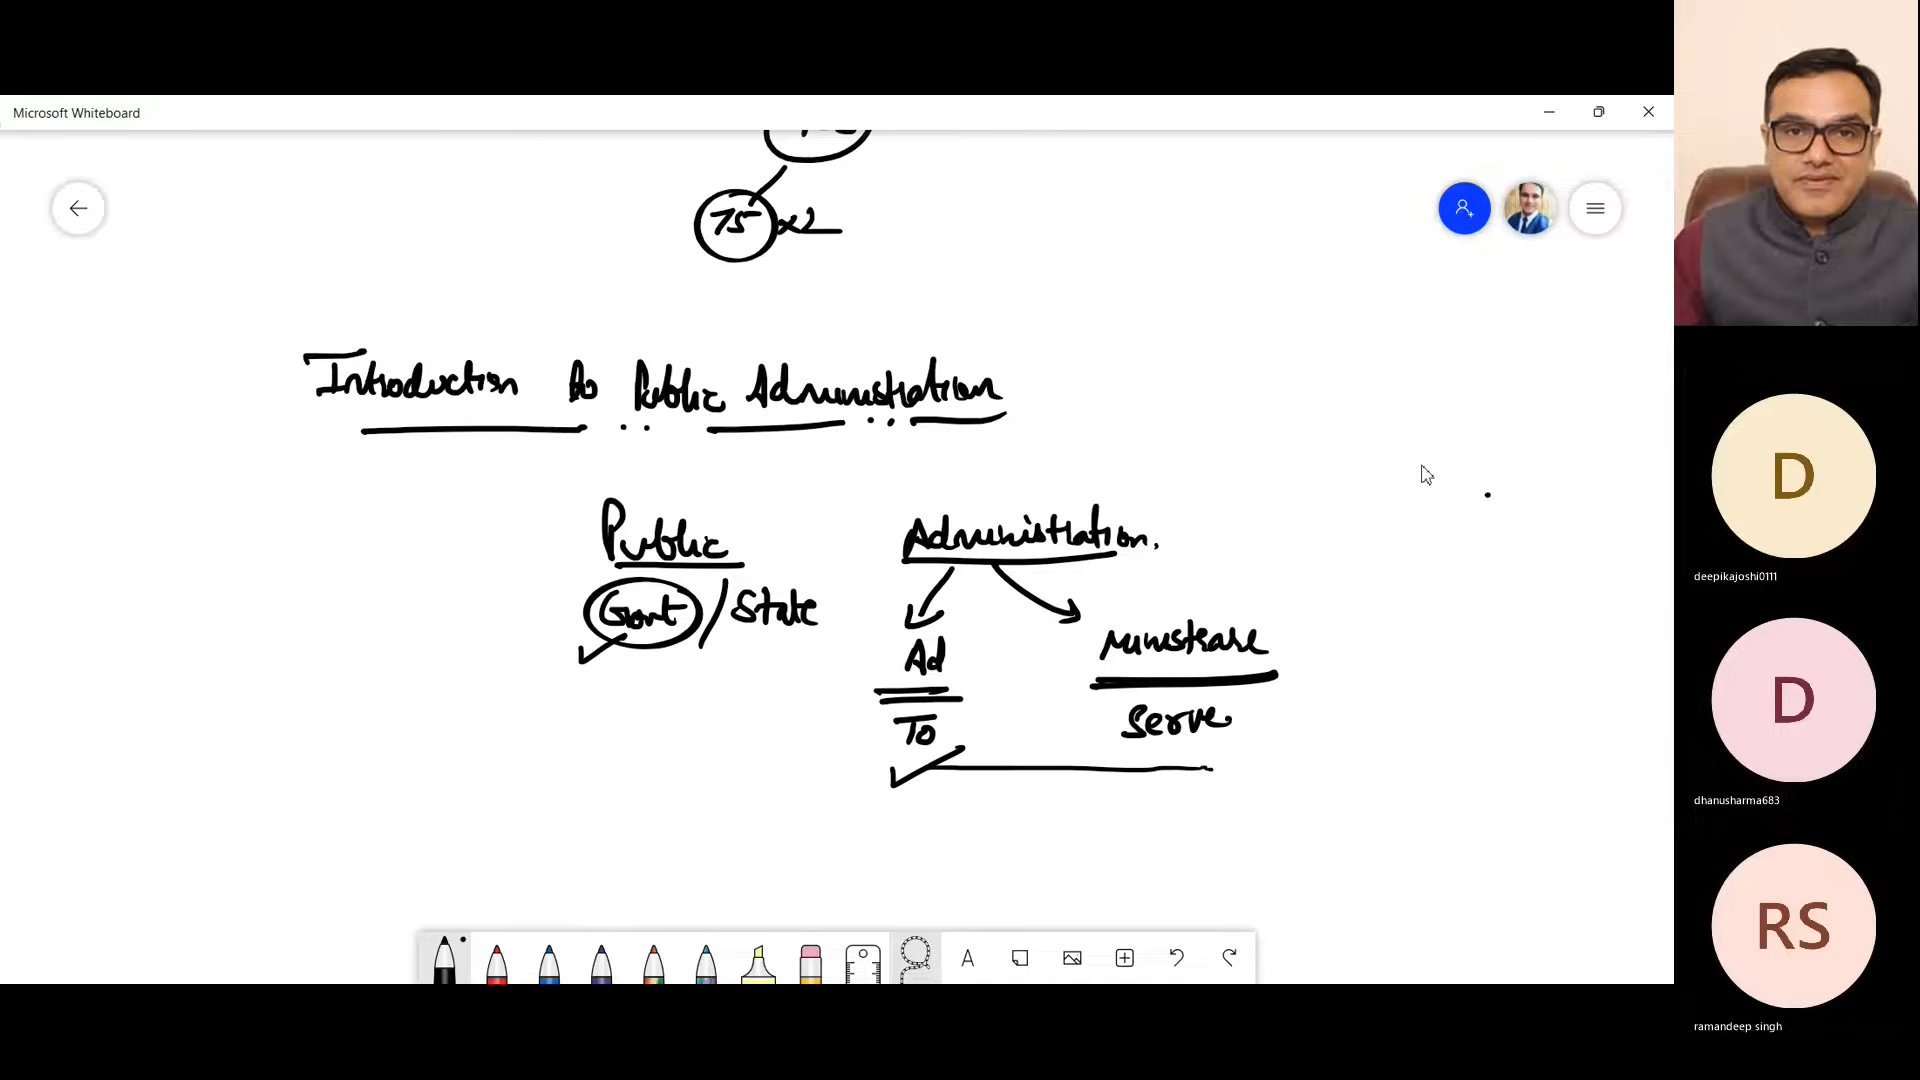 Microsoft Whiteboard
75 x2
Introduction to Public Administration
Public Administration.
Govt / State
Ad ministrare
To Serve
A
D
deepikajoshi0111
D
dhanusharma683
RS
ramandeep singh